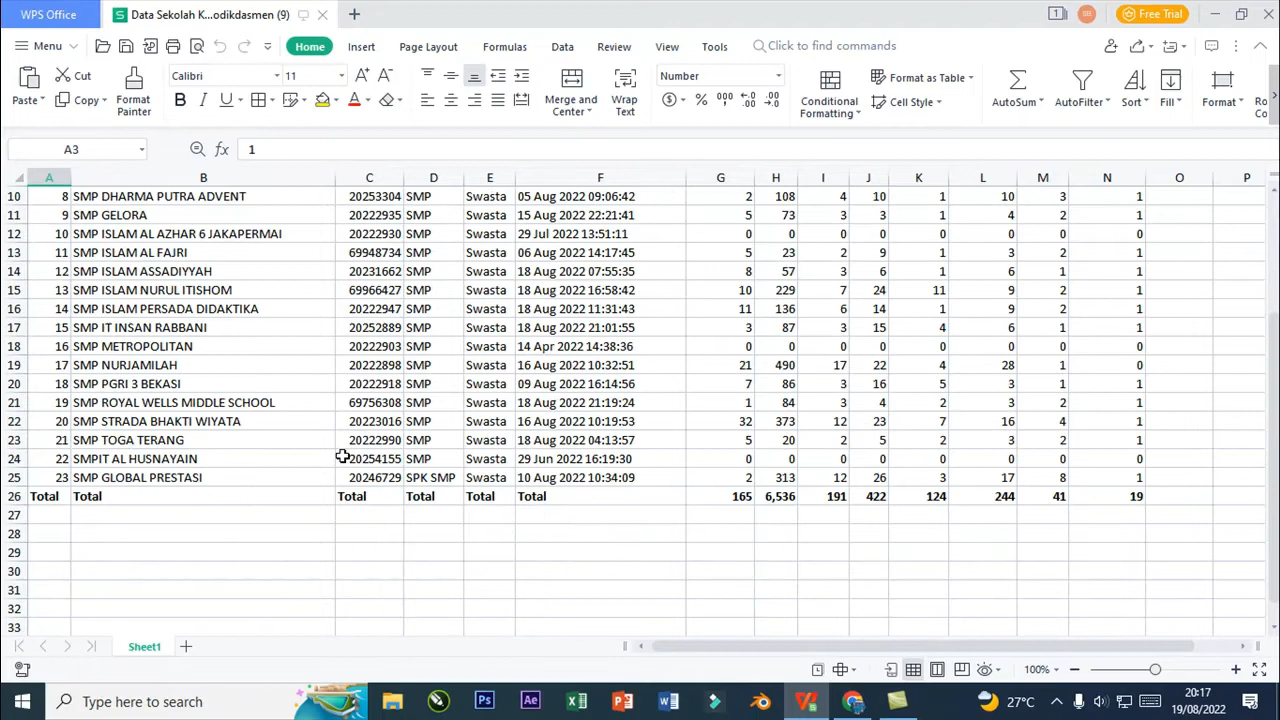 WPS Office Data Sekolah K...odikdasmen (9) 1 Free Trial
Menu Home Insert Page Layout Formulas Data Review View Tools Click to find commands
Cut Calibri 11 Number Format as Table
Paste Copy Format Painter B I U A Merge and Center Wrap Text $ % Conditional Formatting Cell Style AutoSum AutoFilter Sort Fill Format
A3 fx 1
A B C D E F G H I J K L M N O P
10 8 SMP DHARMA PUTRA ADVENT 20253304 SMP Swasta 05 Aug 2022 09:06:42 2 108 4 10 1 10 3 1
11 9 SMP GELORA 20222935 SMP Swasta 15 Aug 2022 22:21:41 5 73 3 3 1 4 2 1
12 10 SMP ISLAM AL AZHAR 6 JAKAPERMAI 20222930 SMP Swasta 29 Jul 2022 13:51:11 0 0 0 0 0 0 0 0
13 11 SMP ISLAM AL FAJRI 69948734 SMP Swasta 06 Aug 2022 14:17:45 5 23 2 9 1 3 2 1
14 12 SMP ISLAM ASSADIYYAH 20231662 SMP Swasta 18 Aug 2022 07:55:35 8 57 3 6 1 6 1 1
15 13 SMP ISLAM NURUL ITISHOM 69966427 SMP Swasta 18 Aug 2022 16:58:42 10 229 7 24 11 9 2 1
16 14 SMP ISLAM PERSADA DIDAKTIKA 20222947 SMP Swasta 18 Aug 2022 11:31:43 11 136 6 14 1 9 2 1
17 15 SMP IT INSAN RABBANI 20252889 SMP Swasta 18 Aug 2022 21:01:55 3 87 3 15 4 6 1 1
18 16 SMP METROPOLITAN 20222903 SMP Swasta 14 Apr 2022 14:38:36 0 0 0 0 0 0 0 0
19 17 SMP NURJAMILAH 20222898 SMP Swasta 16 Aug 2022 10:32:51 21 490 17 22 4 28 1 0
20 18 SMP PGRI 3 BEKASI 20222918 SMP Swasta 09 Aug 2022 16:14:56 7 86 3 16 5 3 1 1
21 19 SMP ROYAL WELLS MIDDLE SCHOOL 69756308 SMP Swasta 18 Aug 2022 21:19:24 1 84 3 4 2 3 2 1
22 20 SMP STRADA BHAKTI WIYATA 20223016 SMP Swasta 16 Aug 2022 10:19:53 32 373 12 23 7 16 4 1
23 21 SMP TOGA TERANG 20222990 SMP Swasta 18 Aug 2022 04:13:57 5 20 2 5 2 3 2 1
24 22 SMPIT AL HUSNAYAIN 20254155 SMP Swasta 29 Jun 2022 16:19:30 0 0 0 0 0 0 0 0
25 23 SMP GLOBAL PRESTASI 20246729 SPK SMP Swasta 10 Aug 2022 10:34:09 2 313 12 26 3 17 8 1
26 Total Total Total Total Total Total 165 6,536 191 422 124 244 41 19
27
28
29
30
31
32
33
Sheet1
100%
Type here to search Ps Ae 27°C 20:17
19/08/2022